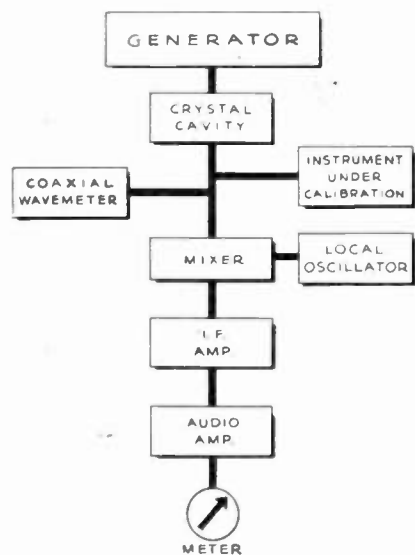 GENERATOR
CRYSTAL
CAVITY
COAXIAL
WAVEMETER
INSTRUMENT
UNDER
CALIBRATION
MIXER
LOCAL
OSCILLATOR
I.F.
AMP
AUDIO
AMP
METER